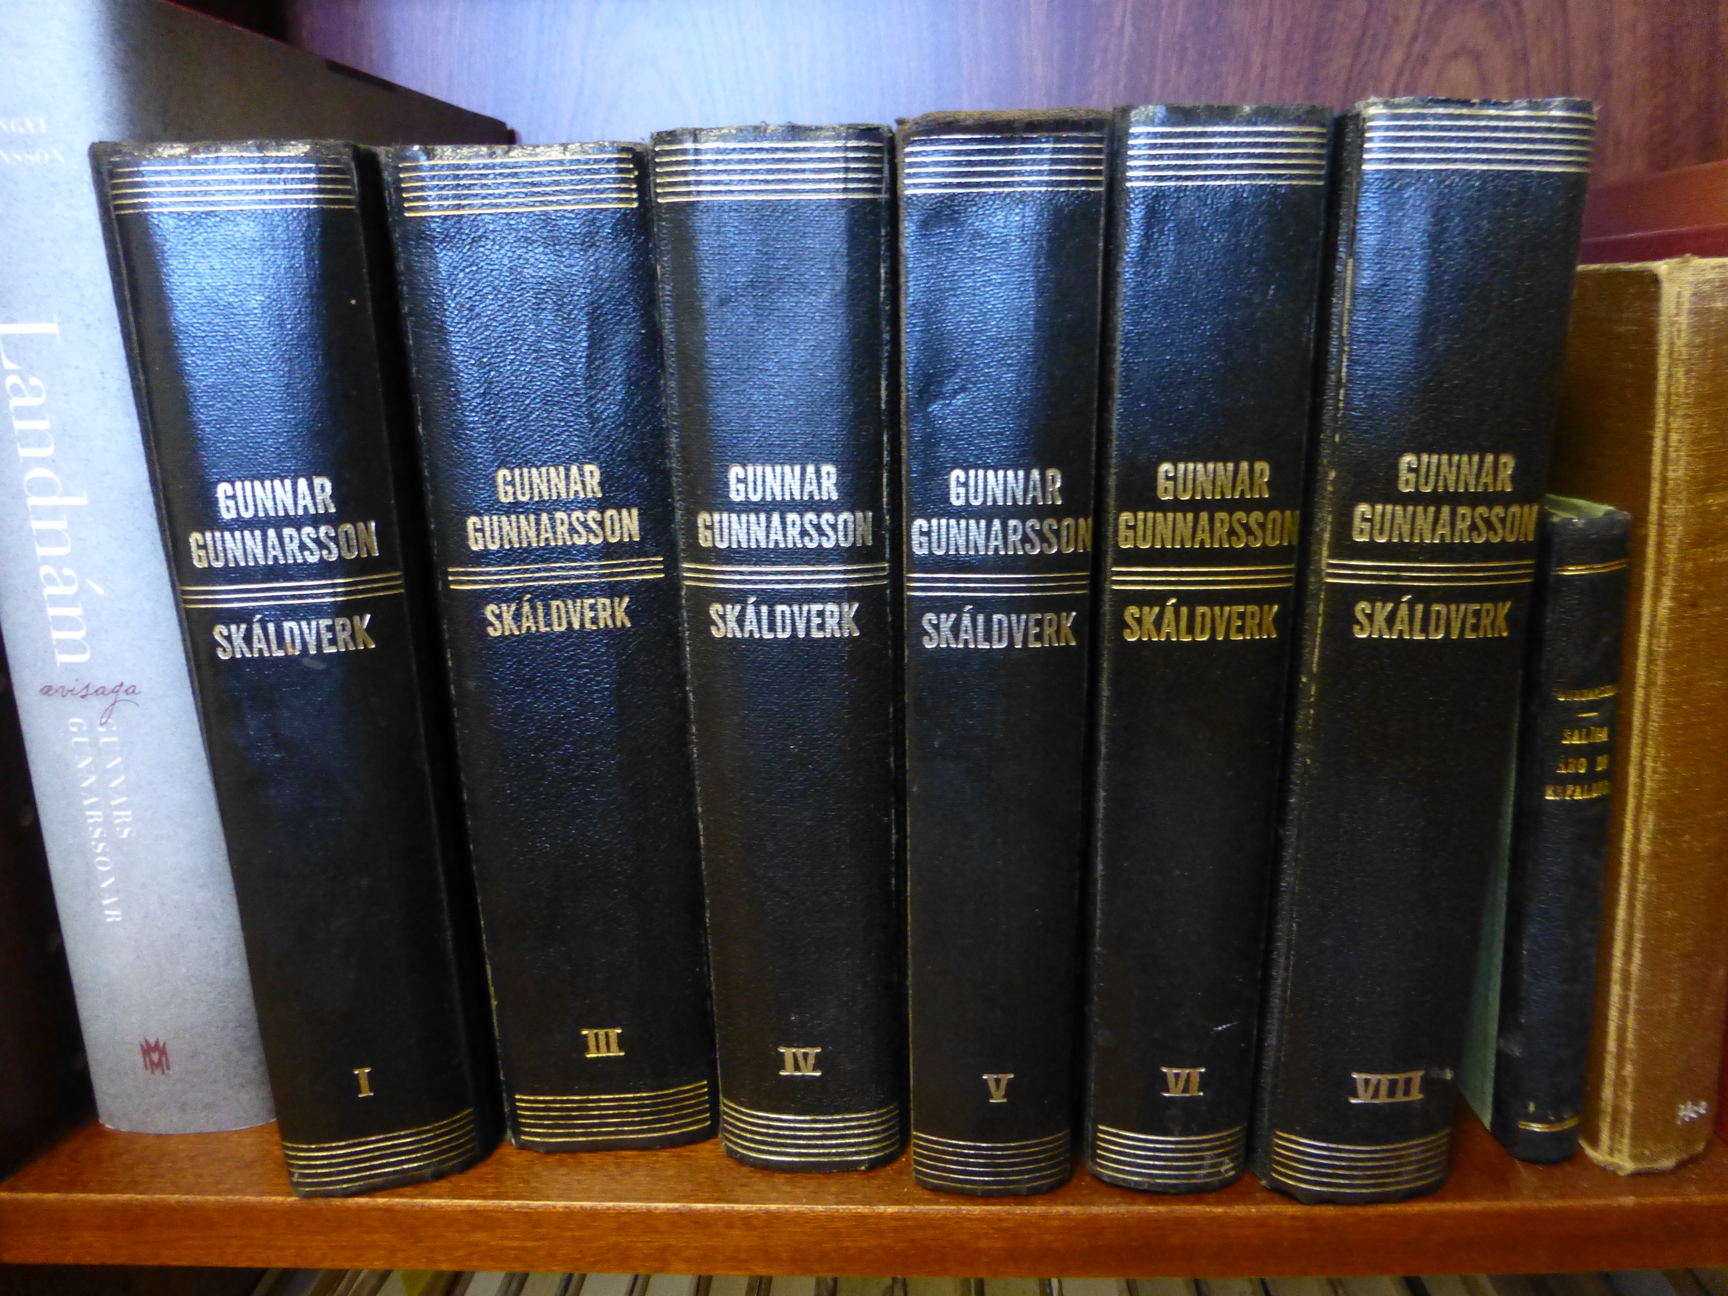 Landnám
ævisaga
GUNNARS
GUNNARSSONAR
GUNNAR
GUNNARSSON
SKÁLDVERK
I
GUNNAR
GUNNARSSON
SKÁLDVERK
III
GUNNAR
GUNNARSSON
SKÁLDVERK
IV
GUNNAR
GUNNARSSON
SKÁLDVERK
V
GUNNAR
GUNNARSSON
SKÁLDVERK
VI
GUNNAR
GUNNARSSON
SKÁLDVERK
VIII